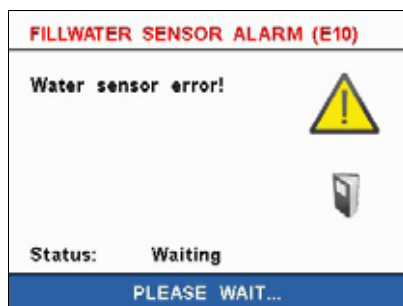 FILLWATER SENSOR ALARM (E10)
Water sensor error!
Status: Waiting
PLEASE WAIT...